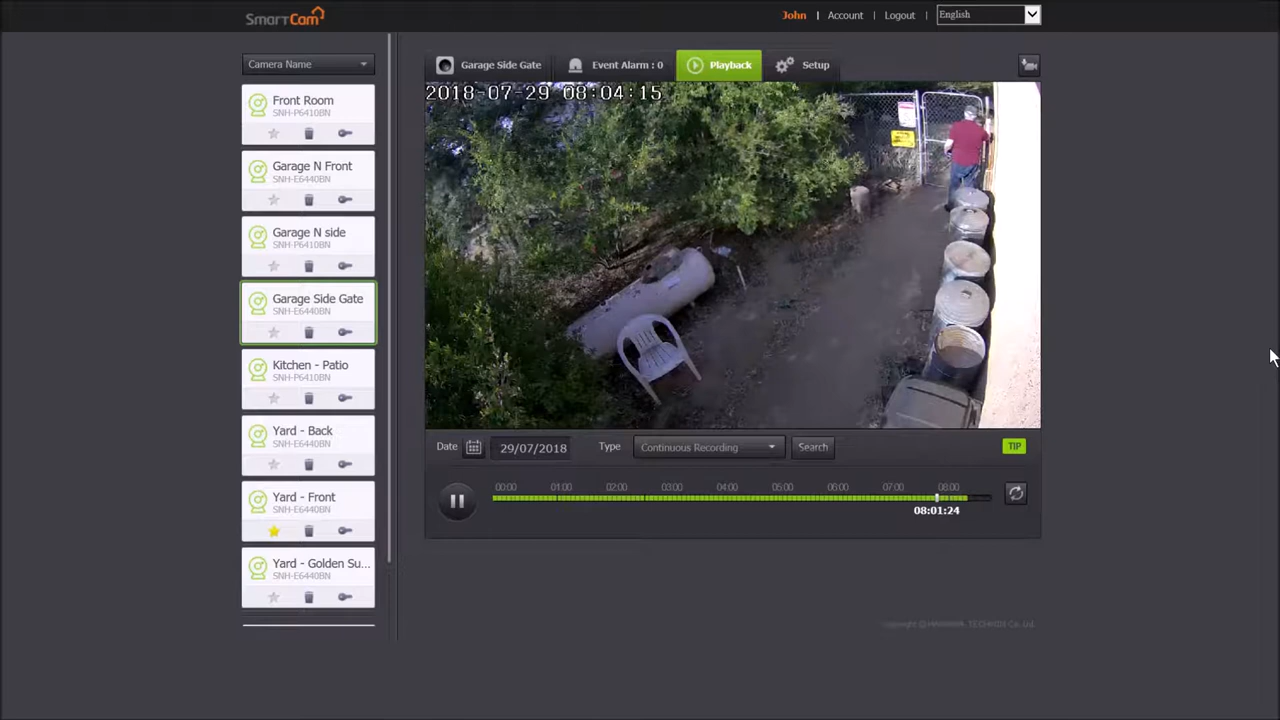 SmartCam
John | Account | Logout | English
Camera Name
Front Room
SNH-P6410BN
Garage N Front
SNH-E6440BN
Garage N side
SNH-P6410BN
Garage Side Gate
SNH-E6440BN
Kitchen - Patio
SNH-P6410BN
Yard - Back
SNH-E6440BN
Yard - Front
SNH-E6440BN
Yard - Golden Su...
SNH-E6440BN
Garage Side Gate
Event Alarm : 0
Playback
Setup
2018-07-29 08:04:15
Date 29/07/2018 Type Continuous Recording Search TIP
00:00 01:00 02:00 03:00 04:00 05:00 06:00 07:00 08:00
08:01:24
Copyright © Co., Ltd.